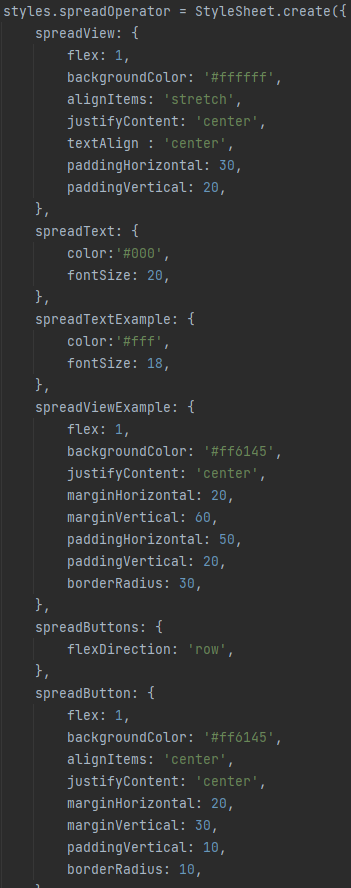 styles.spreadOperator = StyleSheet.create({
    spreadView: {
        flex: 1,
        backgroundColor: '#ffffff',
        alignItems: 'stretch',
        justifyContent: 'center',
        textAlign : 'center',
        paddingHorizontal: 30,
        paddingVertical: 20,
    },
    spreadText: {
        color:'#000',
        fontSize: 20,
    },
    spreadTextExample: {
        color:'#fff',
        fontSize: 18,
    },
    spreadViewExample: {
        flex: 1,
        backgroundColor: '#ff6145',
        justifyContent: 'center',
        marginHorizontal: 20,
        marginVertical: 60,
        paddingHorizontal: 50,
        paddingVertical: 20,
        borderRadius: 30,
    },
    spreadButtons: {
        flexDirection: 'row',
    },
    spreadButton: {
        flex: 1,
        backgroundColor: '#ff6145',
        alignItems: 'center',
        justifyContent: 'center',
        marginHorizontal: 20,
        marginVertical: 30,
        paddingVertical: 10,
        borderRadius: 10,
    },